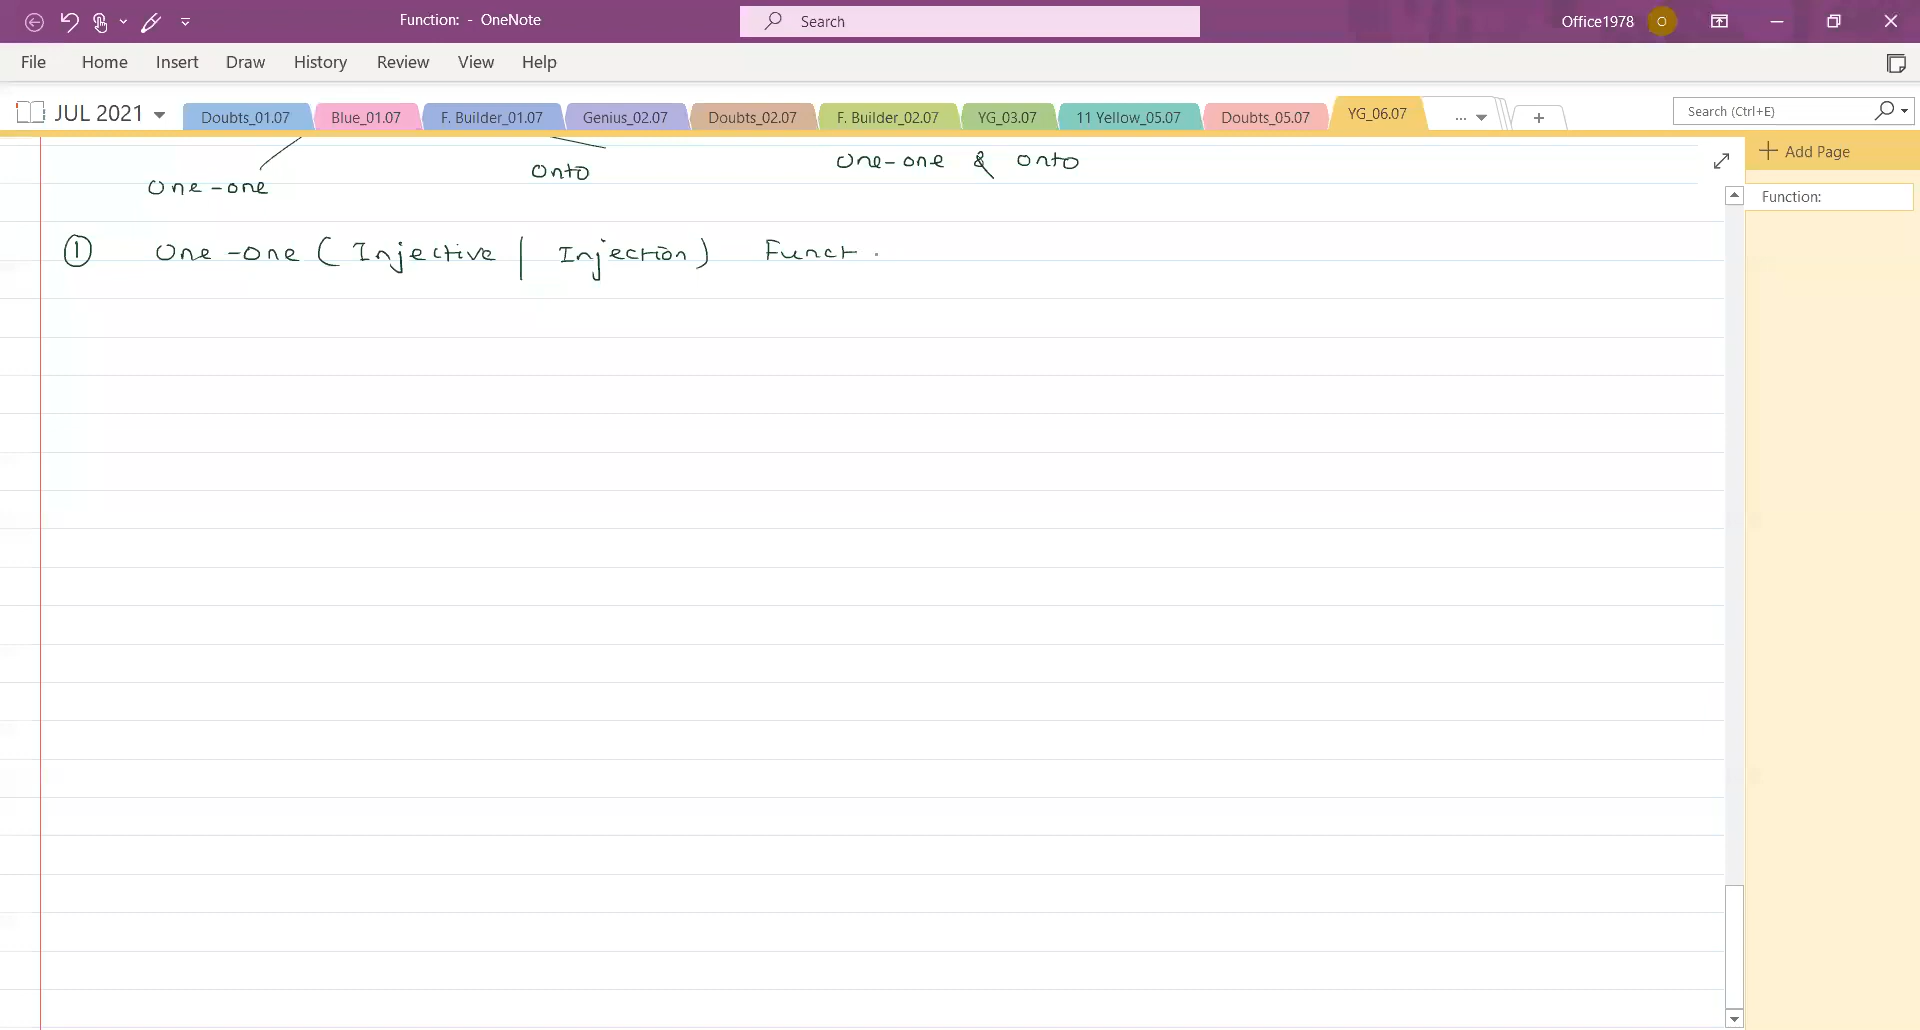 Function: - OneNote
Search
Office1978
O
File Home Insert Draw History Review View Help
JUL 2021
Doubts_01.07 Blue_01.07 F. Builder_01.07 Genius_02.07 Doubts_02.07 F. Builder_02.07 YG_03.07 11 Yellow_05.07 Doubts_05.07 YG_06.07 ... +
Search (Ctrl+E)
Add Page
Function:
One-one
Onto
One-one & Onto
① One-One (Injective | Injection) Funct